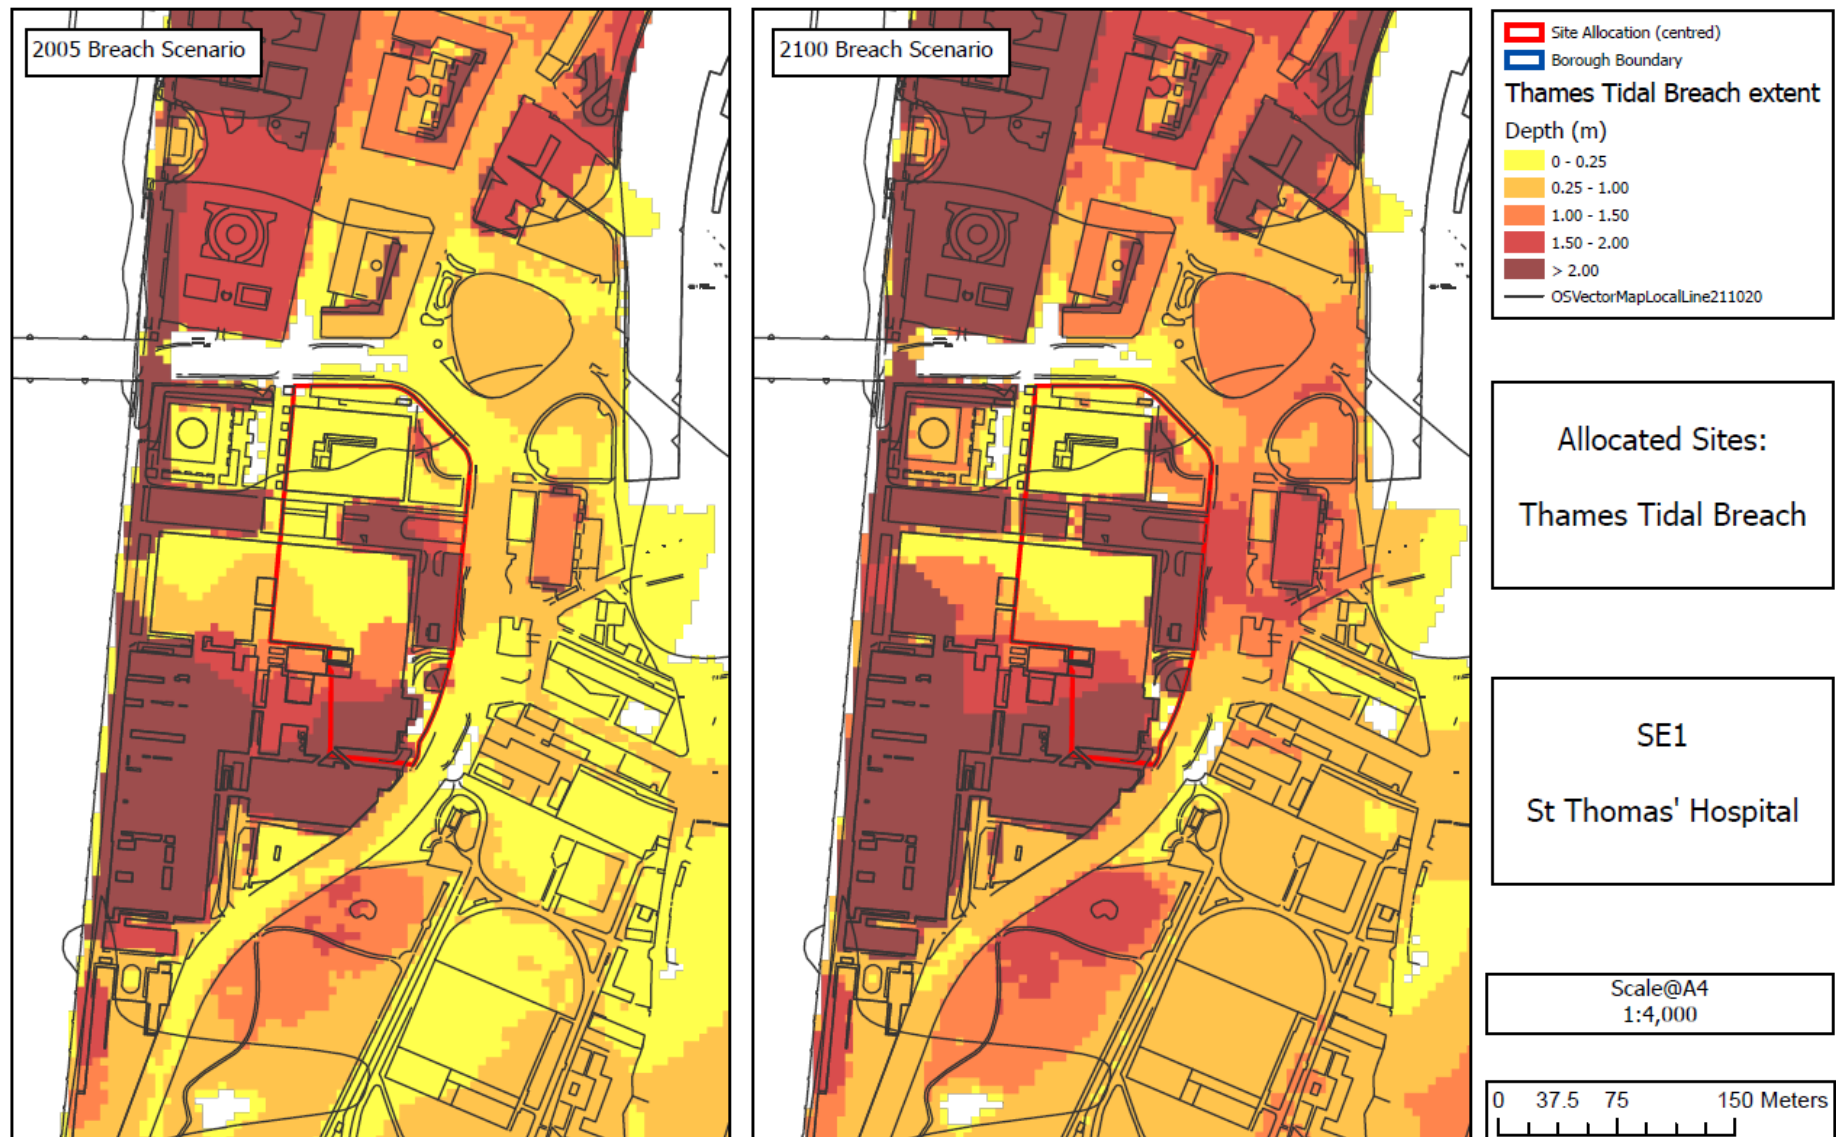 2005 Breach Scenario
2100 Breach Scenario
Site Allocation (centred)
Borough Boundary
Thames Tidal Breach extent
Depth (m)
0 - 0.25
0.25 - 1.00
1.00 - 1.50
1.50 - 2.00
> 2.00
OSVectorMapLocalLine211020
Allocated Sites:
Thames Tidal Breach
SE1
St Thomas' Hospital
Scale@A4
1:4,000
0 37.5 75 150 Meters